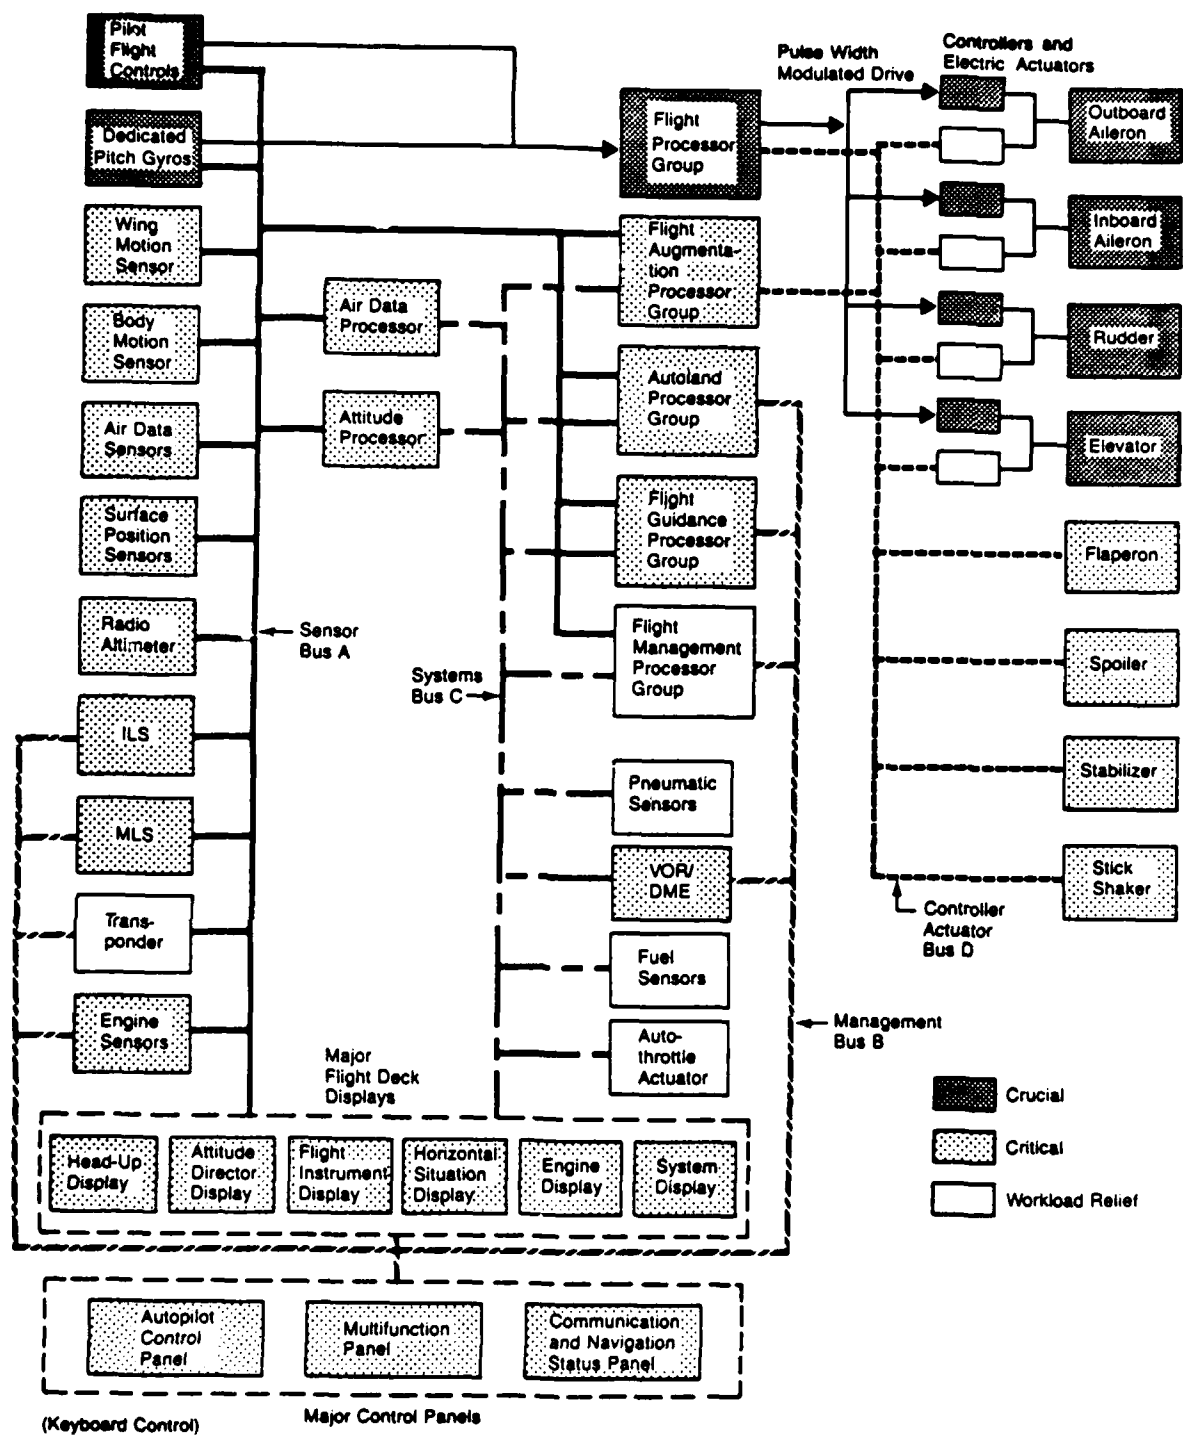 Pilot
Flight
Controls
Dedicated
Pitch Gyros
Wing
Motion
Sensor
Body
Motion
Sensor
Air Data
Sensors
Surface
Position
Sensors
Radio
Altimeter
ILS
MLS
Trans-
ponder
Engine
Sensors
Sensor
Bus A
Air Data
Processor
Attitude
Processor
Systems
Bus C
Flight
Processor
Group
Flight
Augmenta-
tion
Processor
Group
Autoland
Processor
Group
Flight
Guidance
Processor
Group
Flight
Management
Processor
Group
Pneumatic
Sensors
VOR/
DME
Fuel
Sensors
Auto-
throttle
Actuator
Pulse Width
Modulated Drive
Controllers and
Electric Actuators
Outboard
Aileron
Inboard
Aileron
Rudder
Elevator
Flaperon
Spoiler
Stabilizer
Stick
Shaker
Controller
Actuator
Bus D
Management
Bus B
Crucial
Critical
Workload Relief
Major
Flight Deck
Displays
Head-Up
Display
Attitude
Director
Display
Flight
Instrument
Display
Horizontal
Situation
Display
Engine
Display
System
Display
Autopilot
Control
Panel
Multifunction
Panel
Communication
and Navigation
Status Panel
(Keyboard Control)
Major Control Panels